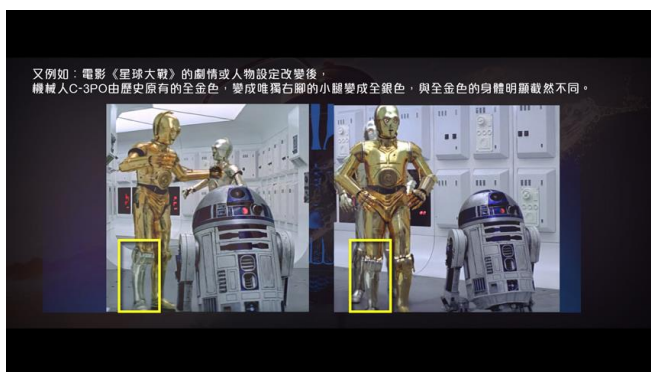 又例如：電影《星球大戰》的劇情或人物設定改變後，
機械人C-3PO由歷史原有的全金色，變成唯獨右腳的小腿變成全銀色，與全金色的身體明顯截然不同。